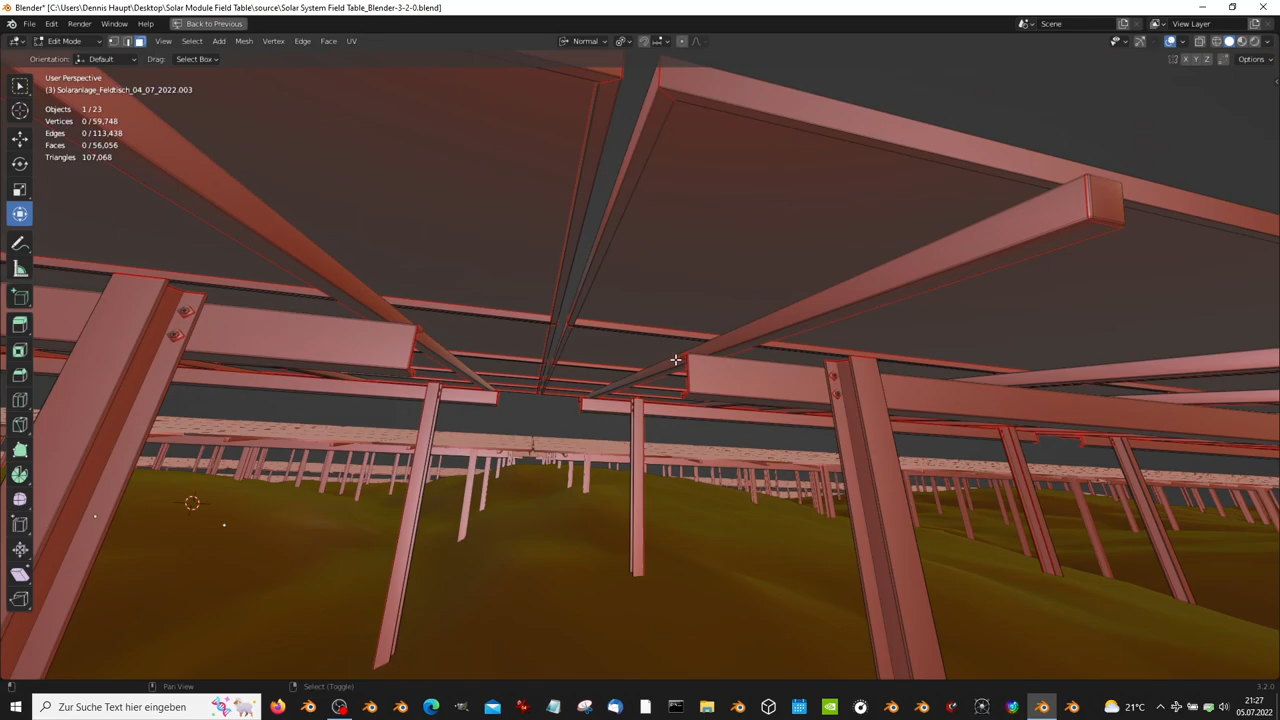 Blender* [C:\Users\Dennis Haupt\Desktop\Solar Module Field Table\source\Solar System Field Table_Blender-3-2-0.blend]
File Edit Render Window Help Back to Previous Scene View Layer
Edit Mode View Select Add Mesh Vertex Edge Face UV Normal
Orientation: Default Drag: Select Box X Y Z Options
User Perspective
(3) Solaranlage_Feldtisch_04_07_2022.003
Objects 1/23
Vertices 0/59,748
Edges 0/113,438
Faces 0/56,056
Triangles 107,068
Pan View Select (Toggle) 3.2.0
Zur Suche Text hier eingeben 21°C 21:27
05.07.2022